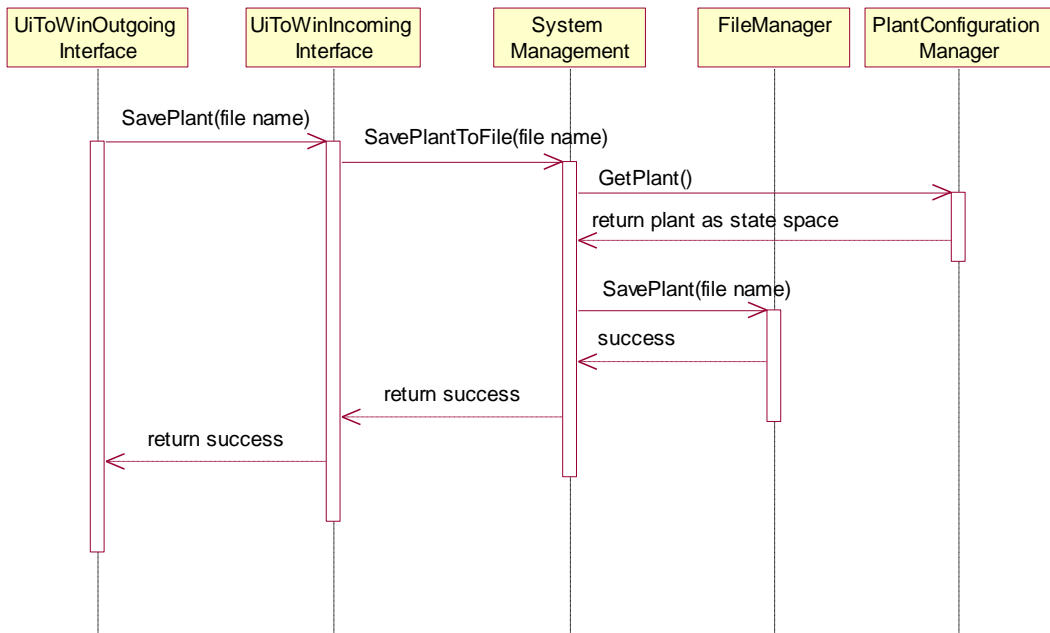 UiToWinOutgoing
Interface
UiToWinIncoming
Interface
System
Management
FileManager
PlantConfiguration
Manager
SavePlant(file name)
SavePlantToFile(file name)
GetPlant()
return plant as state space
SavePlant(file name)
success
return success
return success